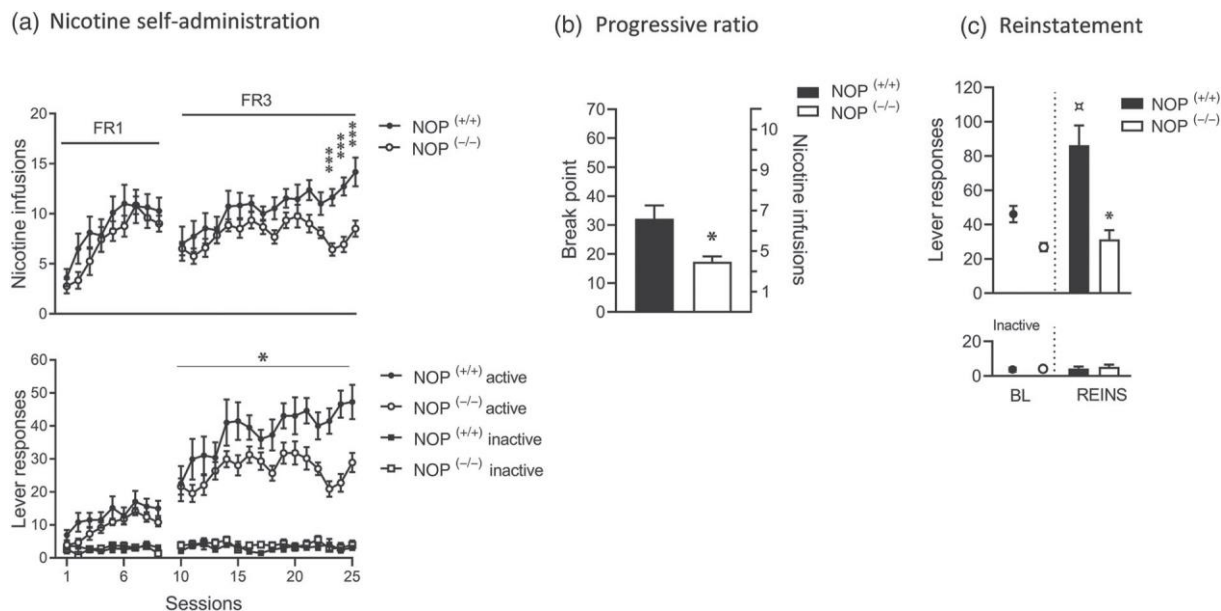 (a) Nicotine self-administration
FR1
FR3
***
***
***
NOP (+/+)
NOP (−/−)
Nicotine infusions
20
15
10
5
0
*
NOP (+/+) active
NOP (−/−) active
NOP (+/+) inactive
NOP (−/−) inactive
Lever responses
60
50
40
30
20
10
0
1
6
10
15
20
25
Sessions
(b) Progressive ratio
NOP (+/+)
NOP (−/−)
Break point
70
60
50
40
30
20
10
0
*
11
9
7
5
3
1
Nicotine infusions
(c) Reinstatement
NOP (+/+)
NOP (−/−)
Lever responses
120
100
80
60
40
20
0
¤
*
Inactive
20
0
BL
REINS